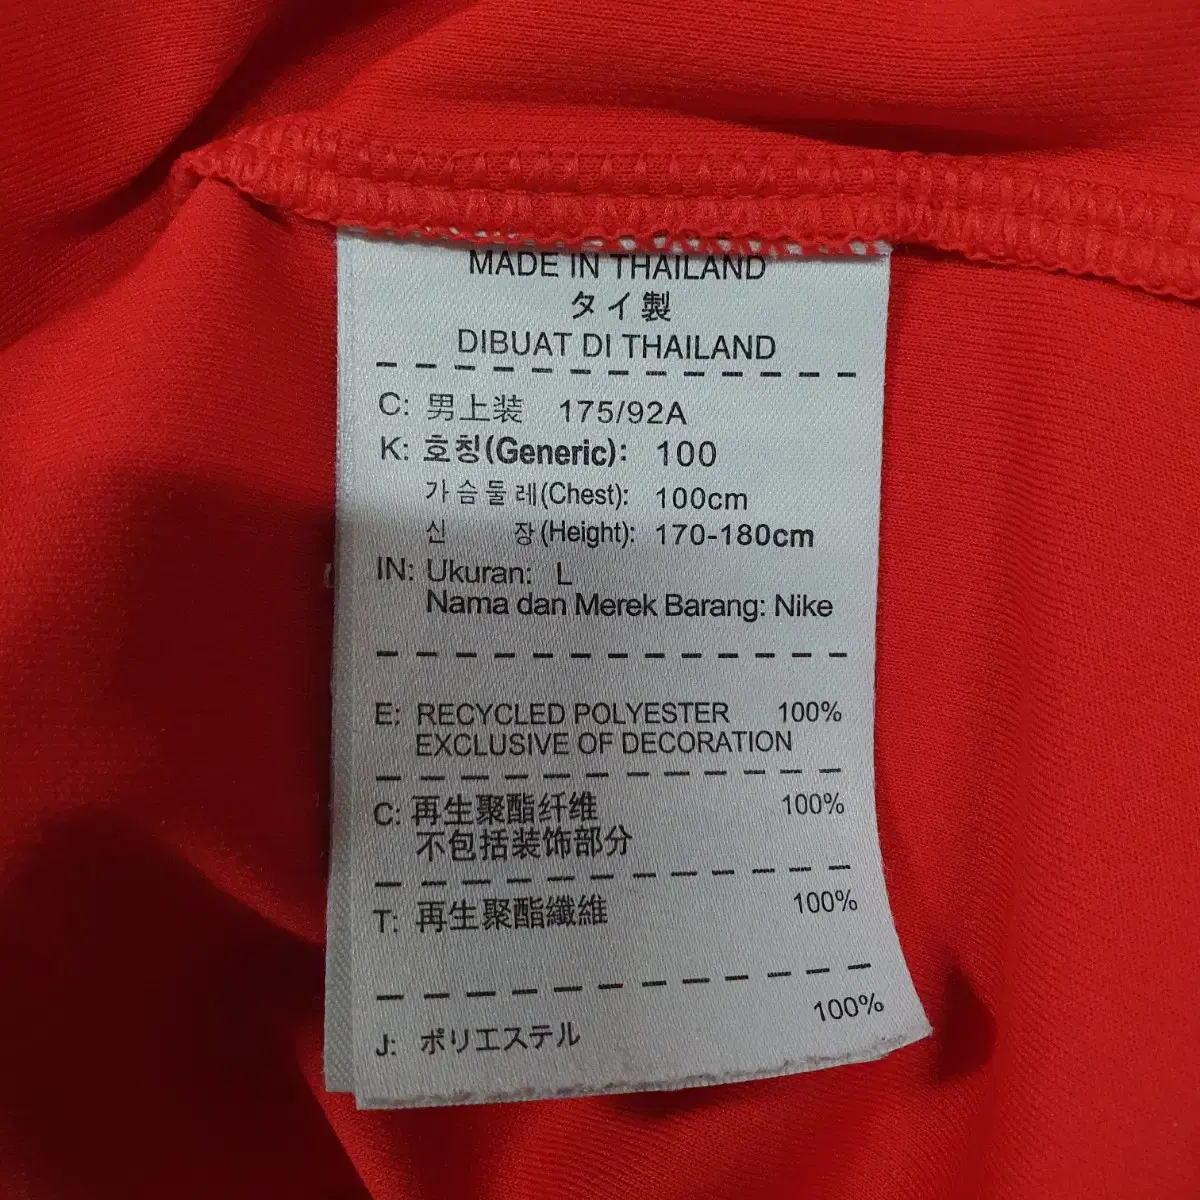 MADE IN THAILAND
タイ製
DIBUAT DI THAILAND
C: 男上装 175/92A
K: 호칭(Generic): 100
가슴둘레(Chest): 100cm
신 장(Height): 170-180cm
IN: Ukuran: L
Nama dan Merek Barang: Nike
E: RECYCLED POLYESTER 100%
EXCLUSIVE OF DECORATION
C: 再生聚酯纤维 100%
不包括装饰部分
T: 再生聚酯纖維 100%
J: ポリエステル 100%